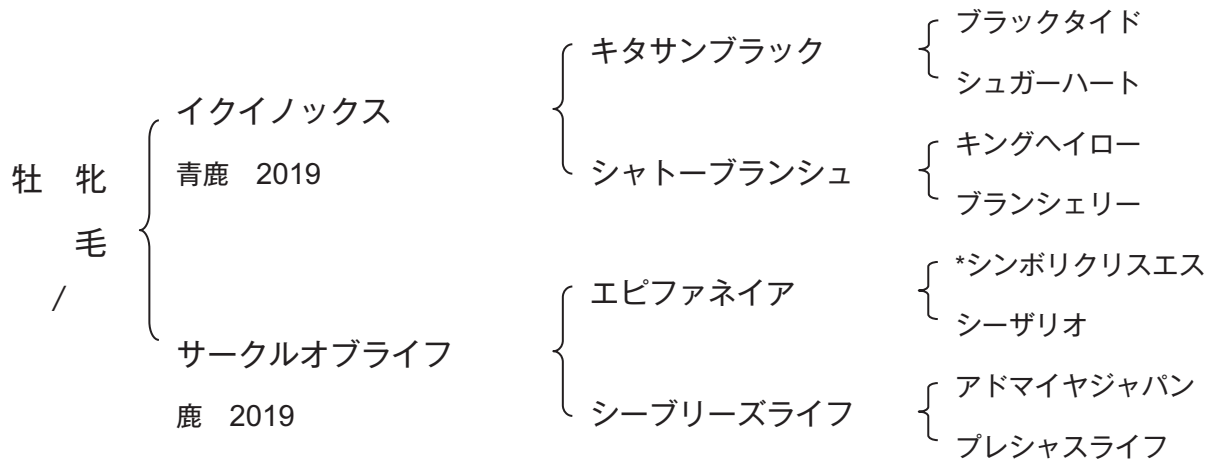 牡　牝
毛
/
イクイノックス
青鹿　2019
サークルオブライフ
鹿　2019
キタサンブラック
シャトーブランシュ
エピファネイア
シーブリーズライフ
ブラックタイド
シュガーハート
キングヘイロー
ブランシェリー
*シンボリクリスエス
シーザリオ
アドマイヤジャパン
プレシャスライフ